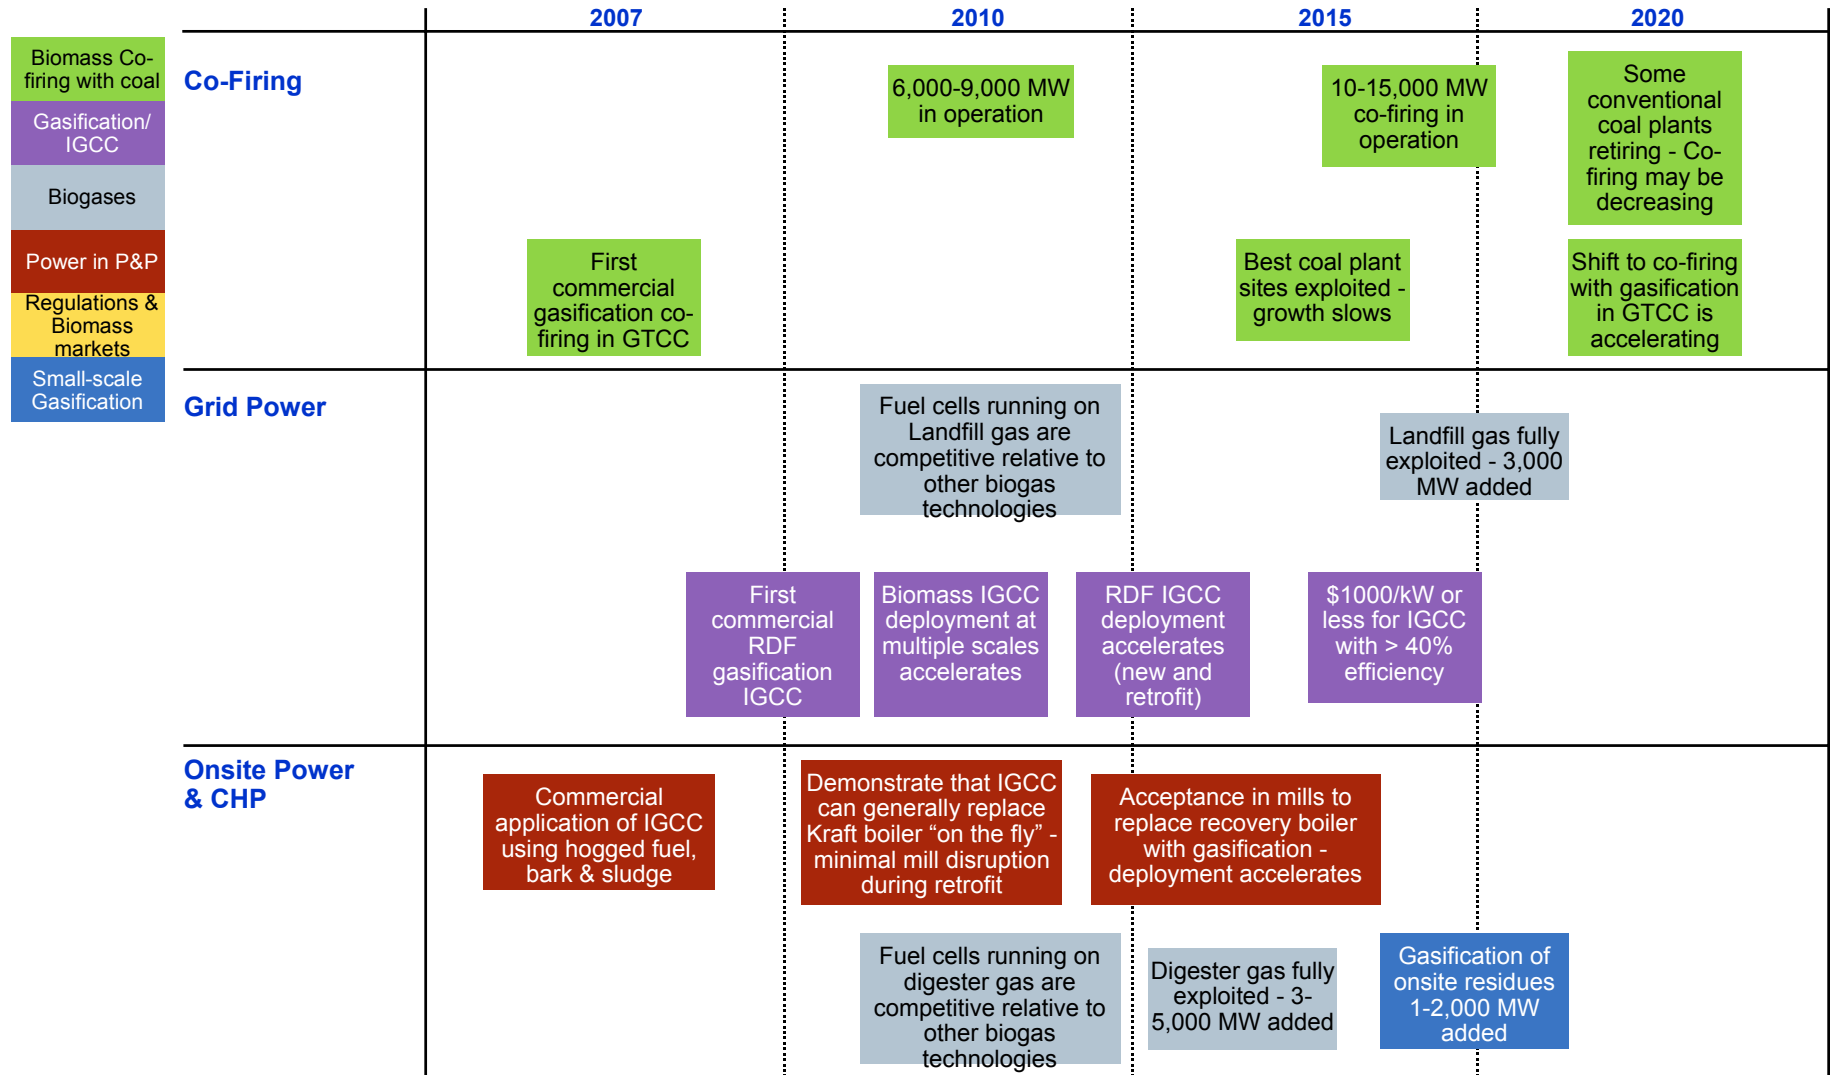 2007
2010
2015
2020
Biomass Co-
firing with coal
Gasification/
IGCC
Biogases
Power in P&P
Regulations &
Biomass
markets
Small-scale
Gasification
Co-Firing
6,000-9,000 MW
in operation
10-15,000 MW
co-firing in
operation
Some
conventional
coal plants
retiring - Co-
firing may be
decreasing
First
commercial
gasification co-
firing in GTCC
Best coal plant
sites exploited -
growth slows
Shift to co-firing
with gasification
in GTCC is
accelerating
Grid Power
Fuel cells running on
Landfill gas are
competitive relative to
other biogas
technologies
Landfill gas fully
exploited - 3,000
MW added
First
commercial
RDF
gasification
IGCC
Biomass IGCC
deployment at
multiple scales
accelerates
RDF IGCC
deployment
accelerates
(new and
retrofit)
$1000/kW or
less for IGCC
with > 40%
efficiency
Onsite Power
& CHP
Commercial
application of IGCC
using hogged fuel,
bark & sludge
Demonstrate that IGCC
can generally replace
Kraft boiler “on the fly” -
minimal mill disruption
during retrofit
Acceptance in mills to
replace recovery boiler
with gasification -
deployment accelerates
Fuel cells running on
digester gas are
competitive relative to
other biogas
technologies
Digester gas fully
exploited - 3-
5,000 MW added
Gasification of
onsite residues
1-2,000 MW
added